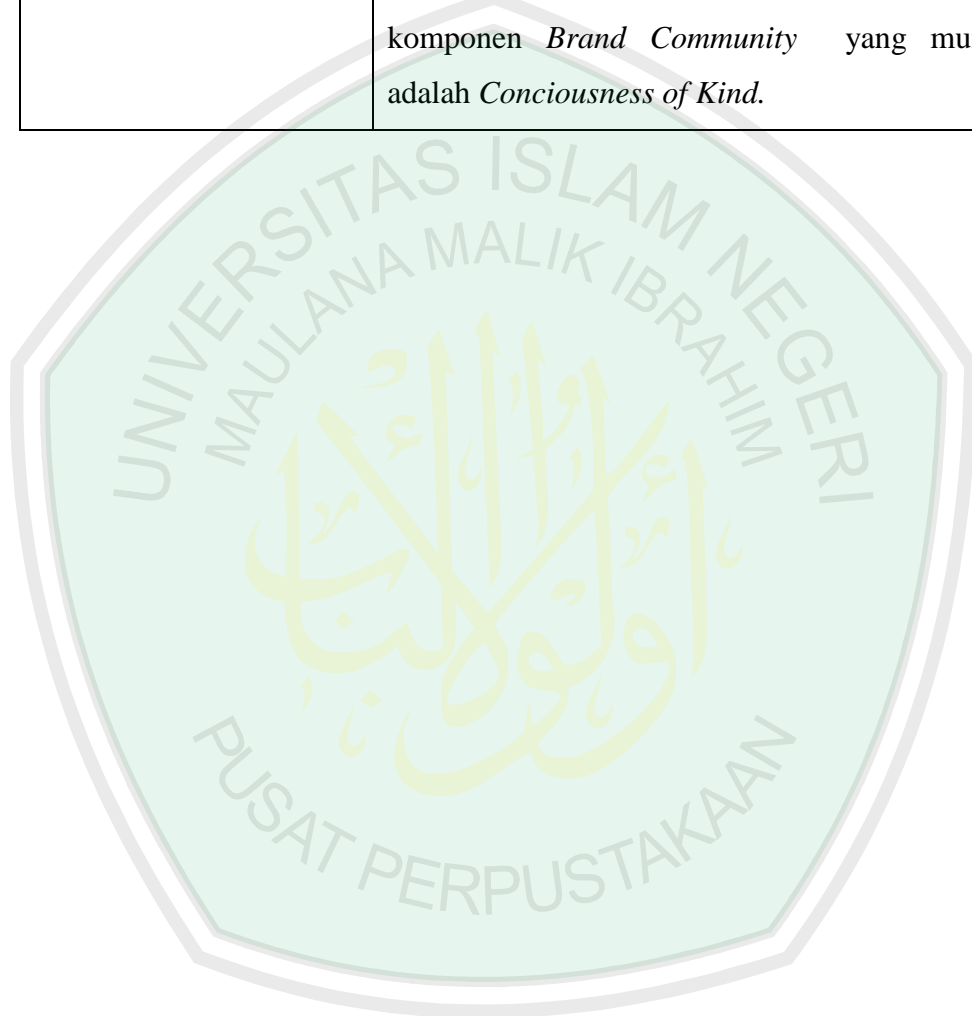 komponen Brand Community yang mu
adalah Conciousness of Kind.
UNIVERSITAS ISLAM NEGERI
MAULANA MALIK IBRAHIM
PUSAT PERPUSTAKAAN